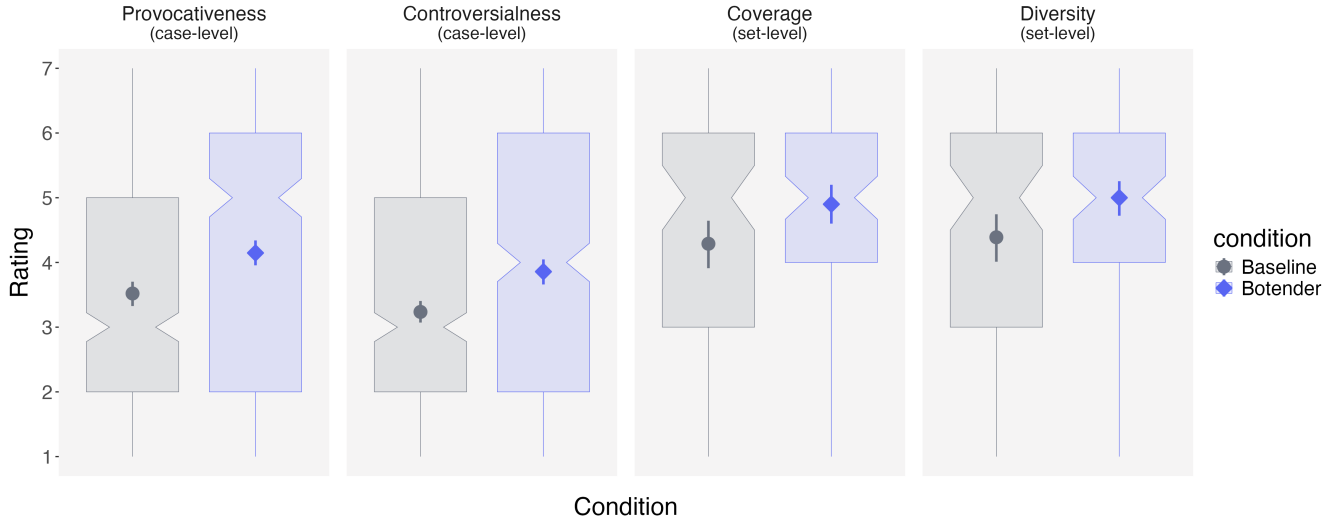 Provocativeness
(case-level)
Controversialness
(case-level)
Coverage
(set-level)
Diversity
(set-level)
Rating
7
6
5
4
3
2
1
Condition
condition
Baseline
Botender